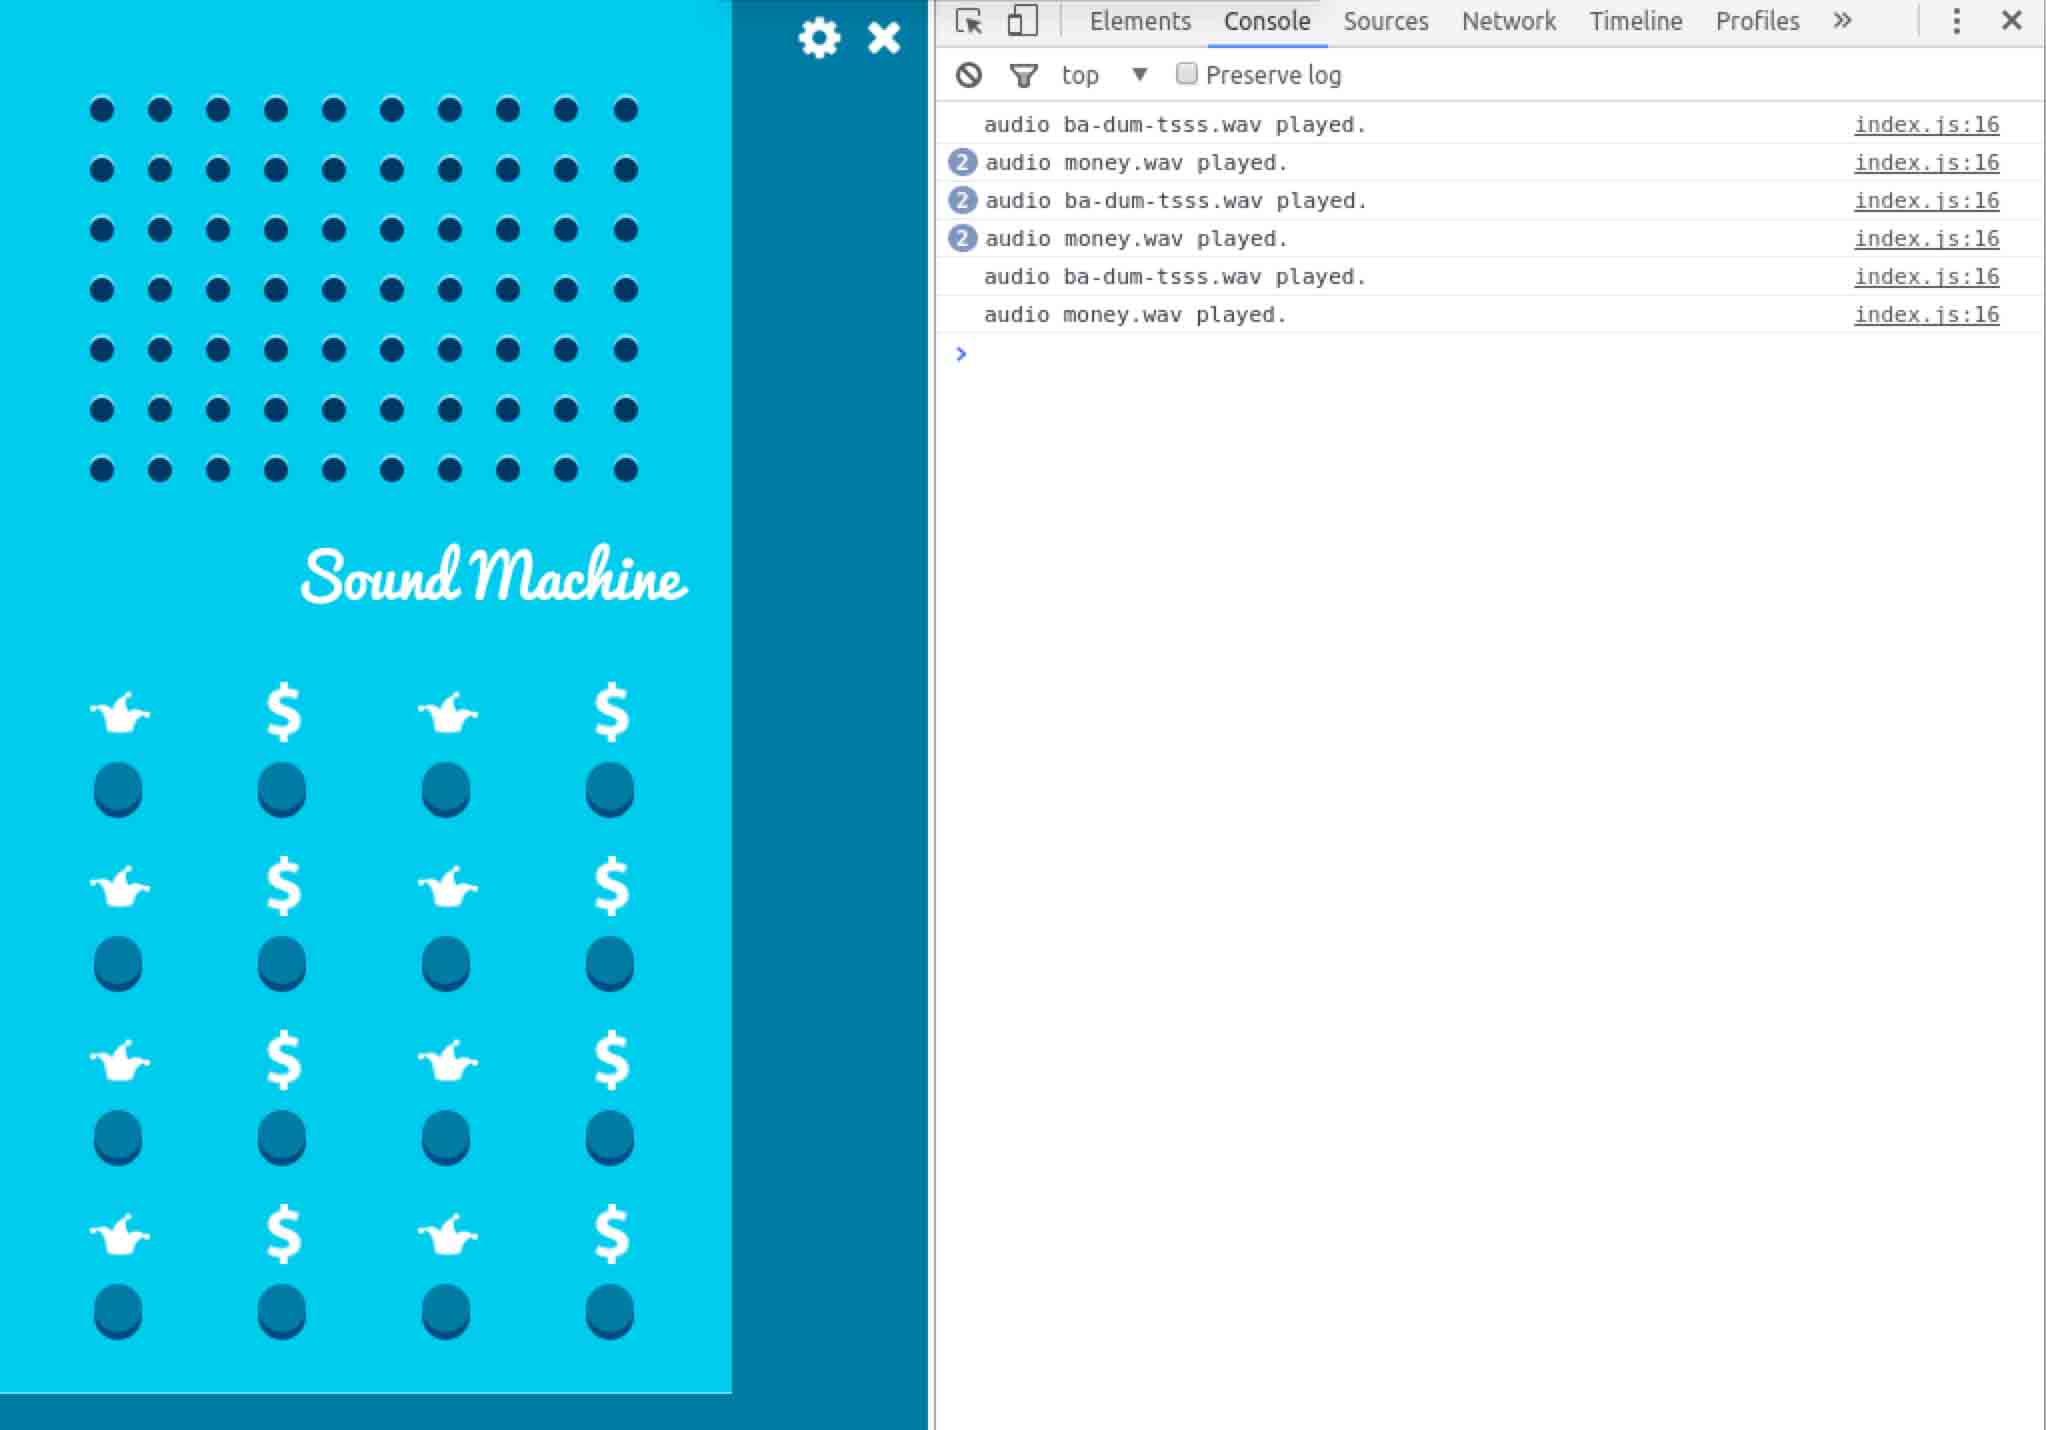 Elements Console Sources Network Timeline Profiles »
top Preserve log
audio ba-dum-tsss.wav played. index.js:16
2 audio money.wav played. index.js:16
2 audio ba-dum-tsss.wav played. index.js:16
2 audio money.wav played. index.js:16
audio ba-dum-tsss.wav played. index.js:16
audio money.wav played. index.js:16
>
Sound Machine
$ $
$ $
$ $
$ $